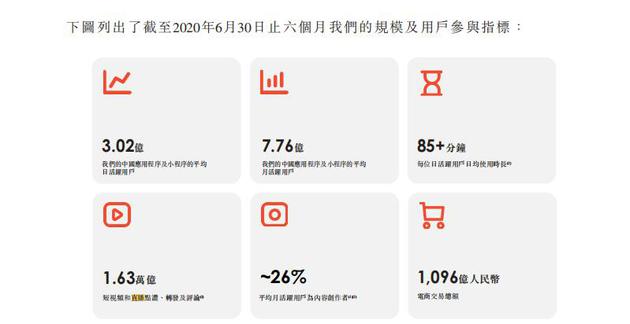 下圖列出了截至2020年6月30日止六個月我們的規模及用戶參與指標：
3.02億
我們的中國應用程序及小程序的平均
日活躍用戶
7.76億
我們的中國應用程序及小程序的平均
月活躍用戶
85+分鐘
每位日活躍用戶日均使用時長
1.63萬億
短視頻和直播點讚、轉發及評論
~26%
平均月活躍用戶為內容創作者
1,096億人民幣
電商交易總額